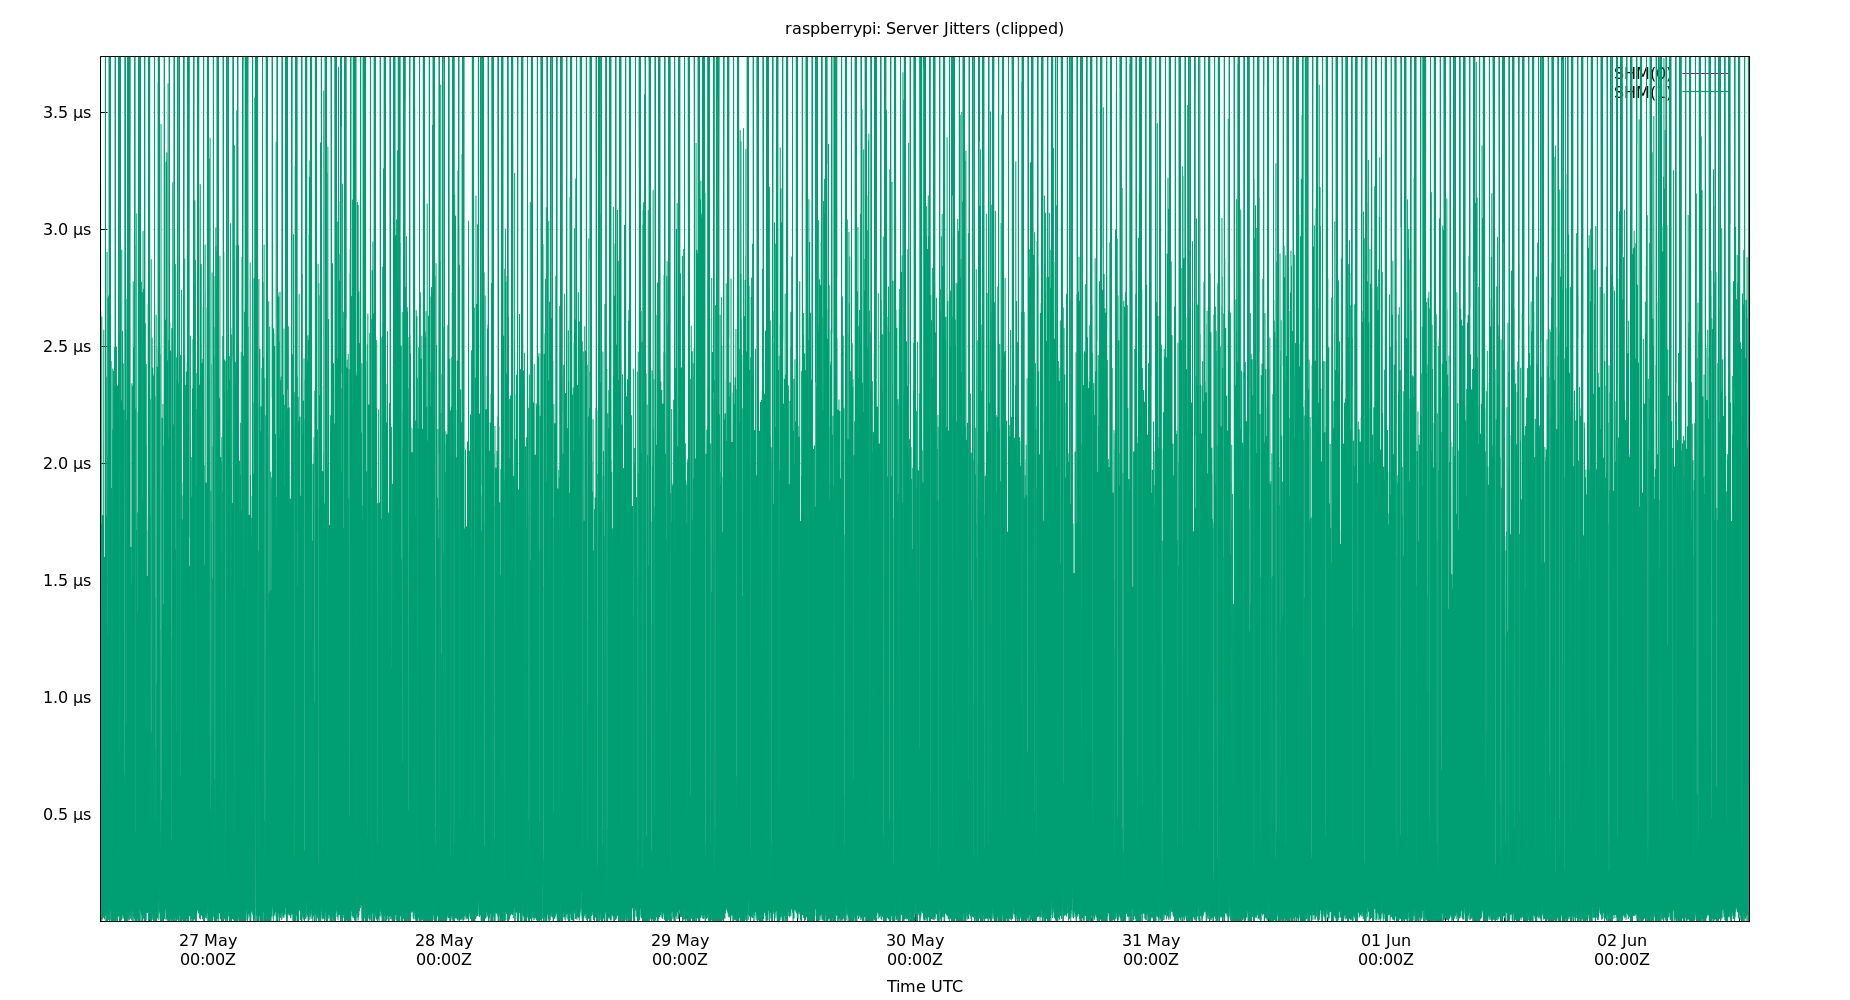 raspberrypi: Server Jitters (clipped)
SHM(0)
SHM(1)
3.5 µs
3.0 µs
2.5 µs
2.0 µs
1.5 µs
1.0 µs
0.5 µs
27 May 28 May 29 May 30 May 31 May 01 Jun 02 Jun
00:00Z 00:00Z 00:00Z 00:00Z 00:00Z 00:00Z 00:00Z
Time UTC